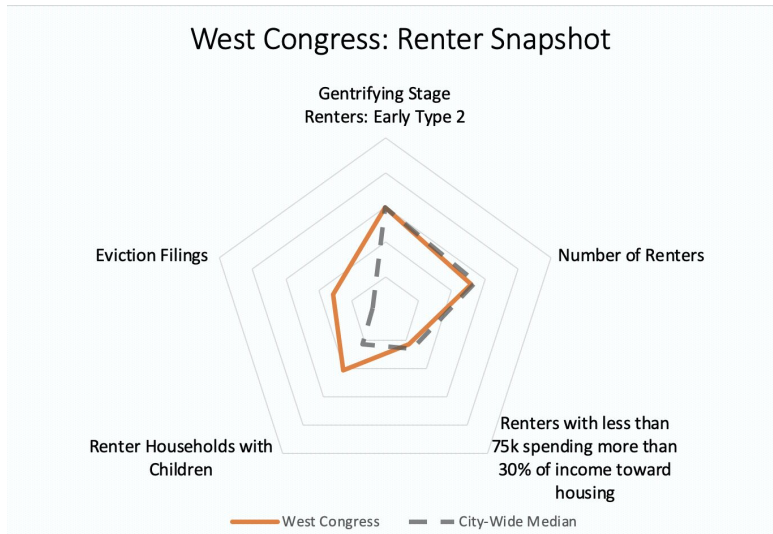 West Congress: Renter Snapshot
Gentrifying Stage
Renters: Early Type 2
Eviction Filings
Number of Renters
Renters with less than
75k spending more than
30% of income toward
housing
Renter Households with
Children
West Congress
City-Wide Median